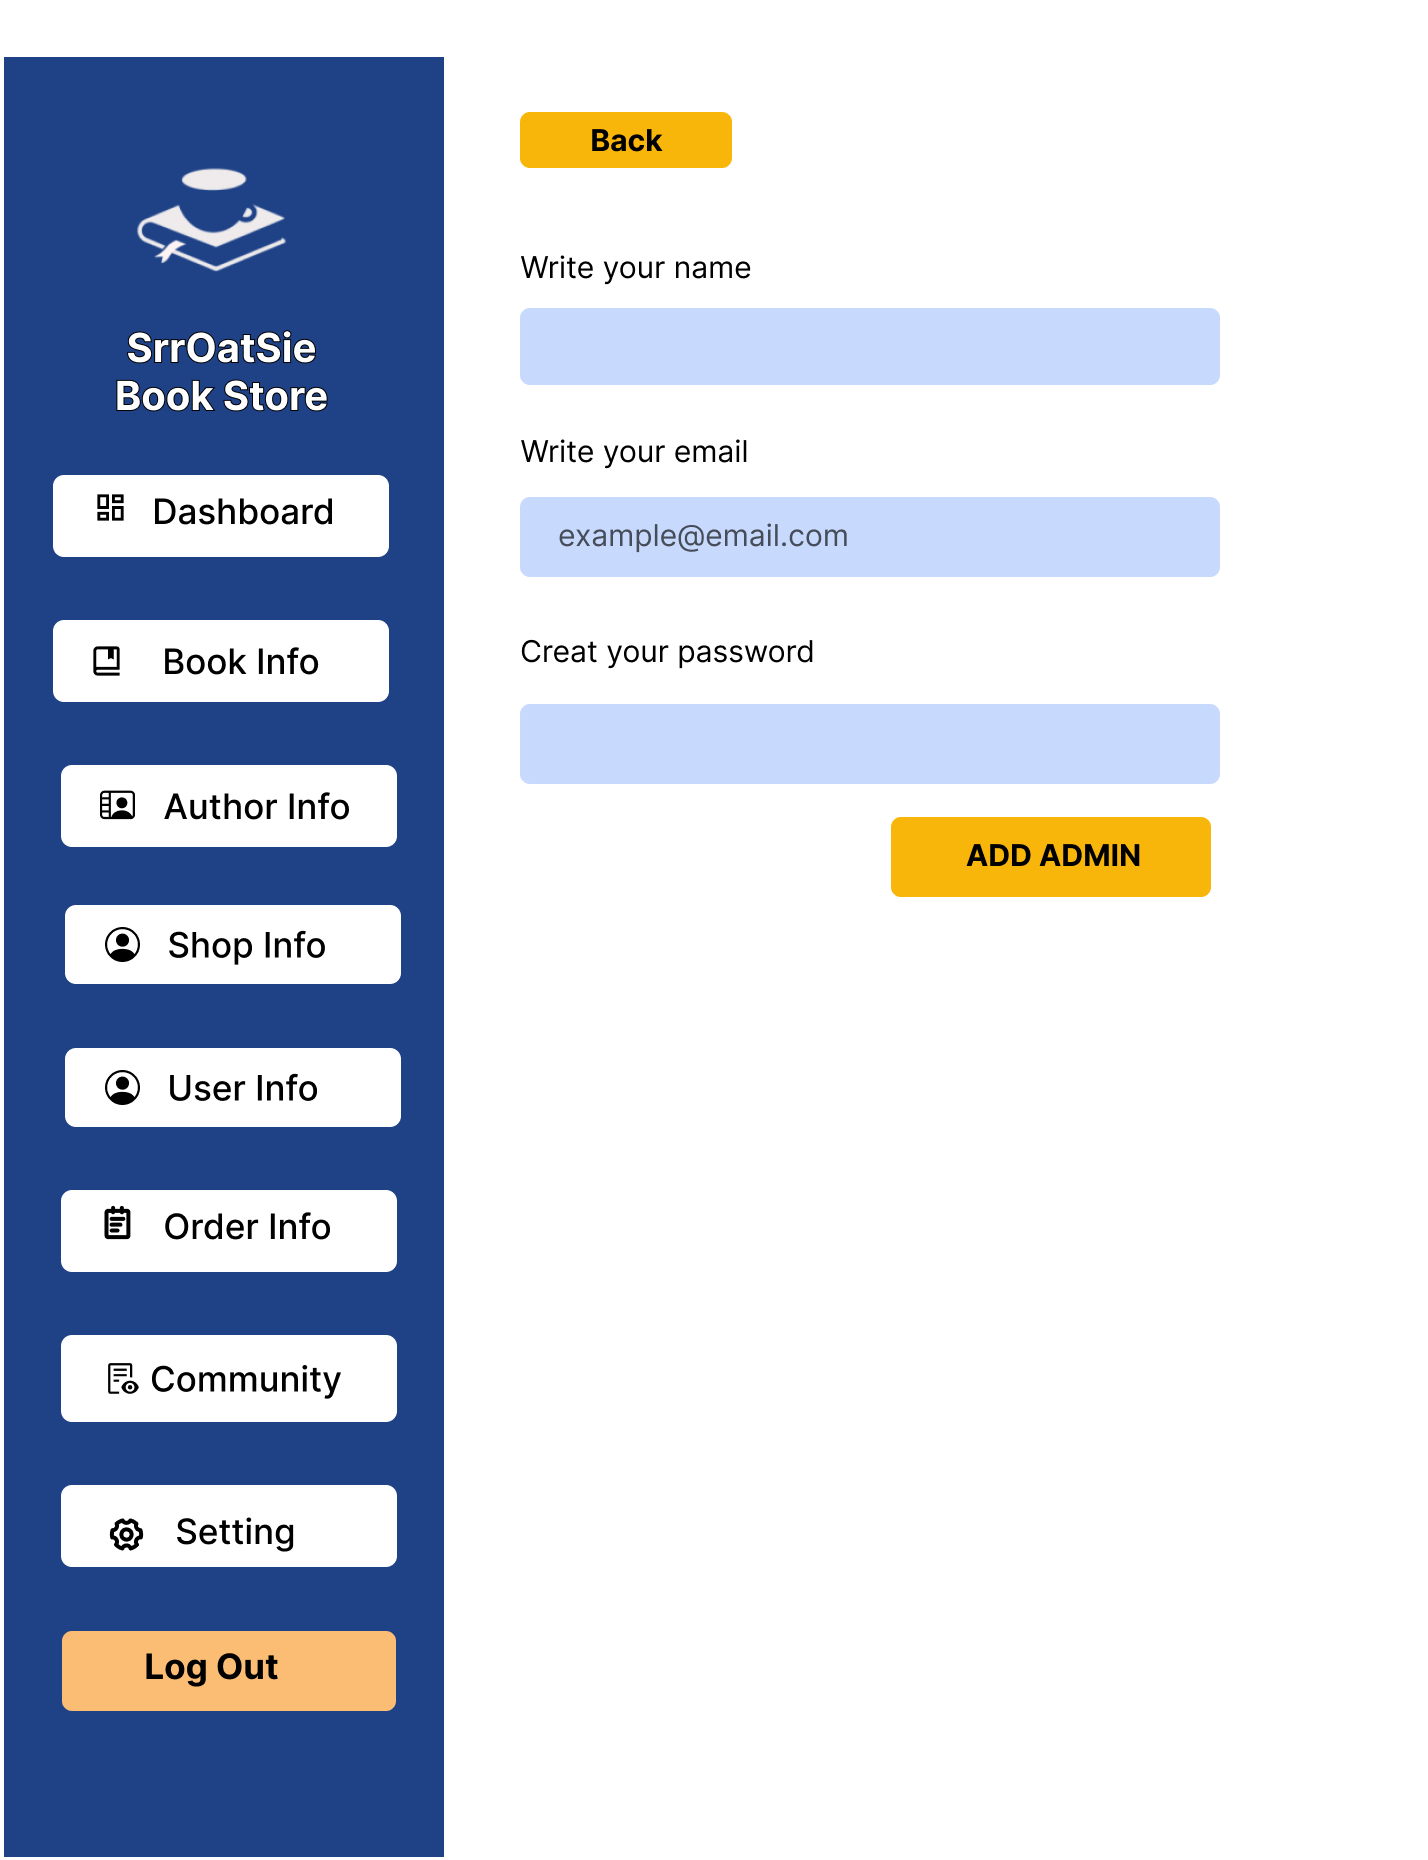 SrrOatSie
Book Store
Dashboard
Book Info
Author Info
Shop Info
User Info
Order Info
Community
Setting
Log Out
Back
Write your name
Write your email
example@email.com
Creat your password
ADD ADMIN